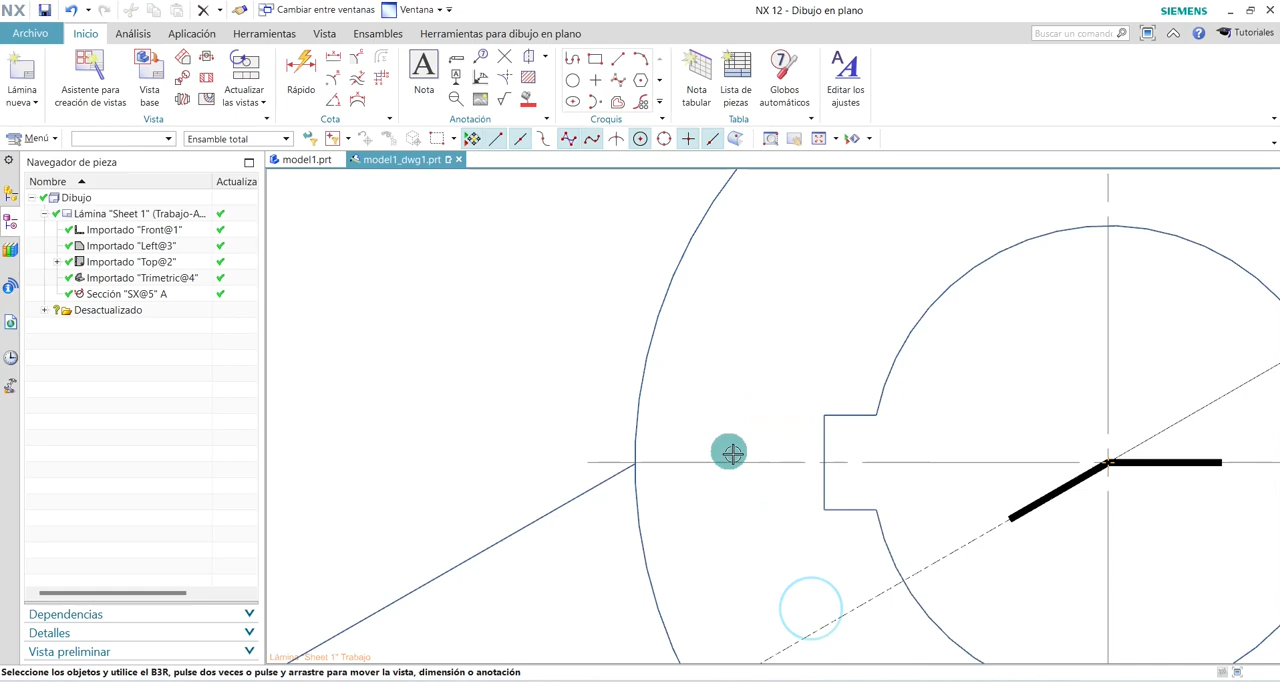 NX
Cambiar entre ventanas
Ventana
NX 12 - Dibujo en plano
SIEMENS
Archivo
Inicio
Análisis
Aplicación
Herramientas
Vista
Ensambles
Herramientas para dibujo en plano
Buscar un comando
Tutoriales
Lámina nueva
Asistente para creación de vistas
Vista base
Actualizar las vistas
Rápido
A
Nota
Nota tabular
Lista de piezas
7
Globos automáticos
A
A
Editar los ajustes
Vista
Cota
Anotación
Croquis
Tabla
Menú
Ensamble total
Navegador de pieza
model1.prt
model1_dwg1.prt
Nombre
Actualiza
Dibujo
Lámina "Sheet 1" (Trabajo-A...
Importado "Front@1"
Importado "Left@3"
Importado "Top@2"
Importado "Trimetric@4"
Sección "SX@5" A
Desactualizado
Dependencias
Detalles
Vista preliminar
Lámina "Sheet 1" Trabajo
Seleccione los objetos y utilice el B3R, pulse dos veces o pulse y arrastre para mover la vista, dimensión o anotación